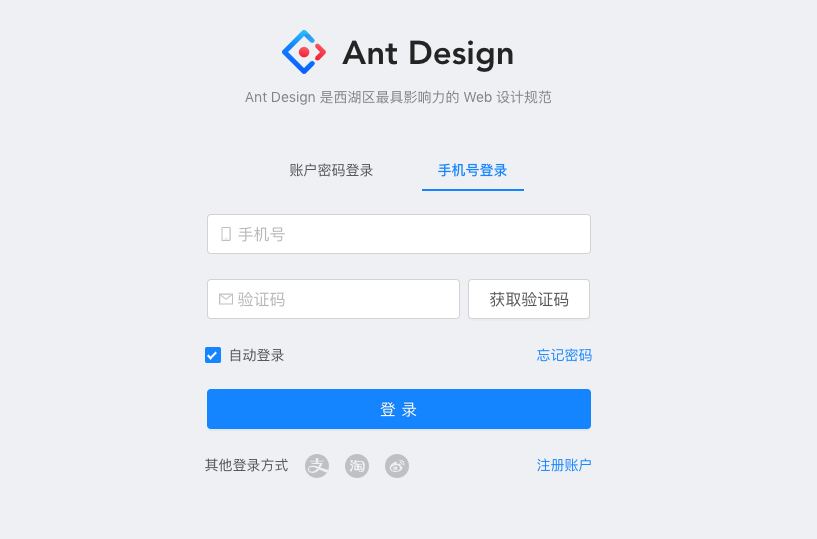 Ant Design
Ant Design 是西湖区最具影响力的 Web 设计规范
账户密码登录 手机号登录
手机号
验证码 获取验证码
自动登录 忘记密码
登 录
其他登录方式 支 淘 注册账户